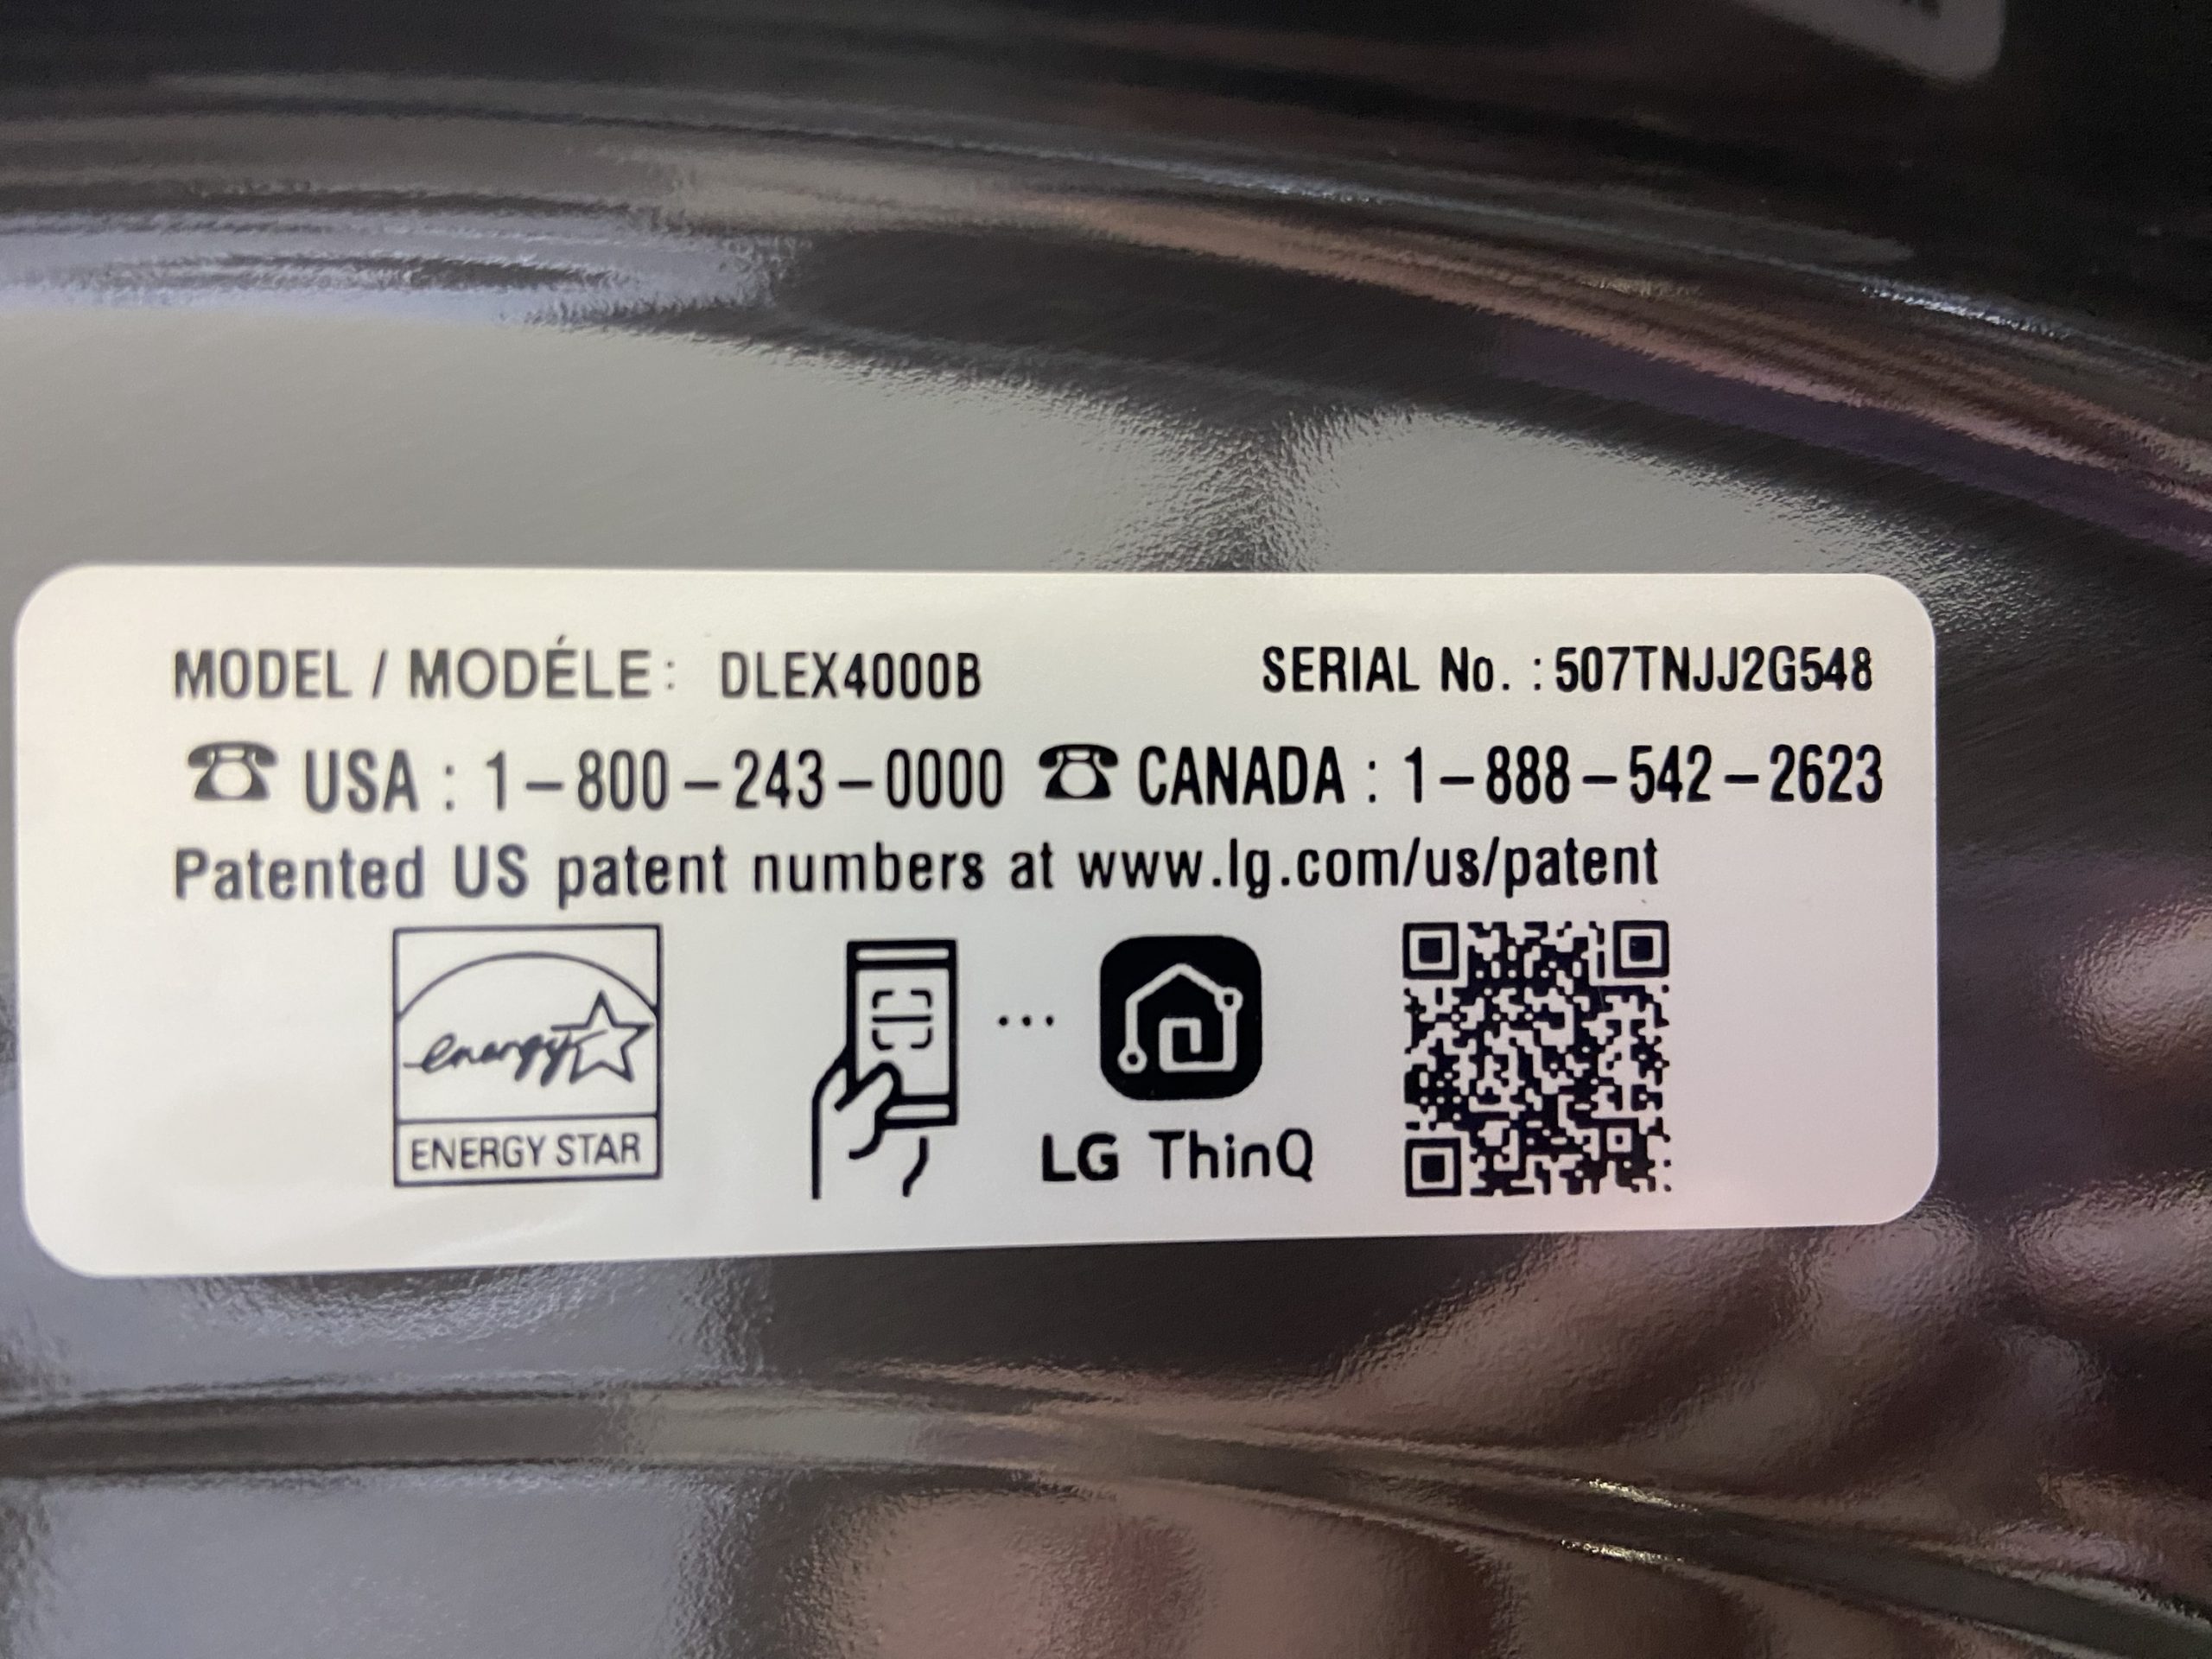 MODEL / MODÉLE: DLEX4000B SERIAL No. :507TNJJ2G548
☎ USA : 1-800-243-0000 ☎ CANADA : 1-888-542-2623
Patented US patent numbers at www.lg.com/us/patent
energy
ENERGY STAR
LG ThinQ